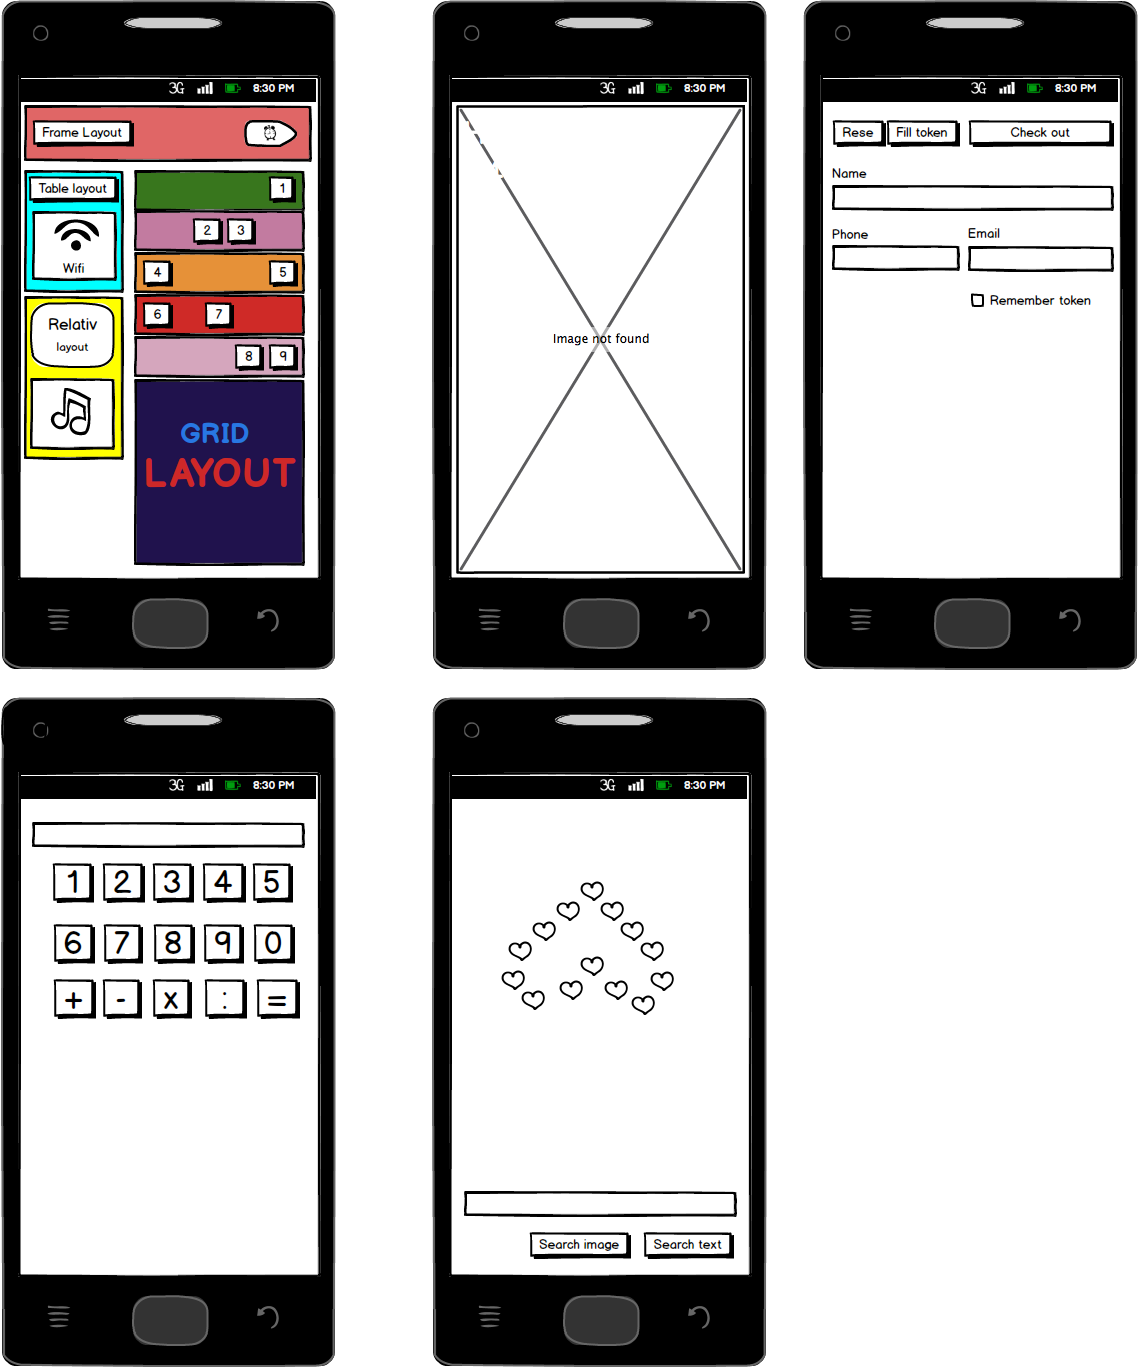 3G 8:30 PM
Frame Layout
Table layout
Wifi
Relativ
layout
1
2 3
4 5
6 7
8 9
GRID
LAYOUT
3G 8:30 PM
Image not found
3G 8:30 PM
Rese Fill token Check out
Name
Phone Email
Remember token
3G 8:30 PM
1 2 3 4 5
6 7 8 9 0
+ - x : =
3G 8:30 PM
Search image Search text